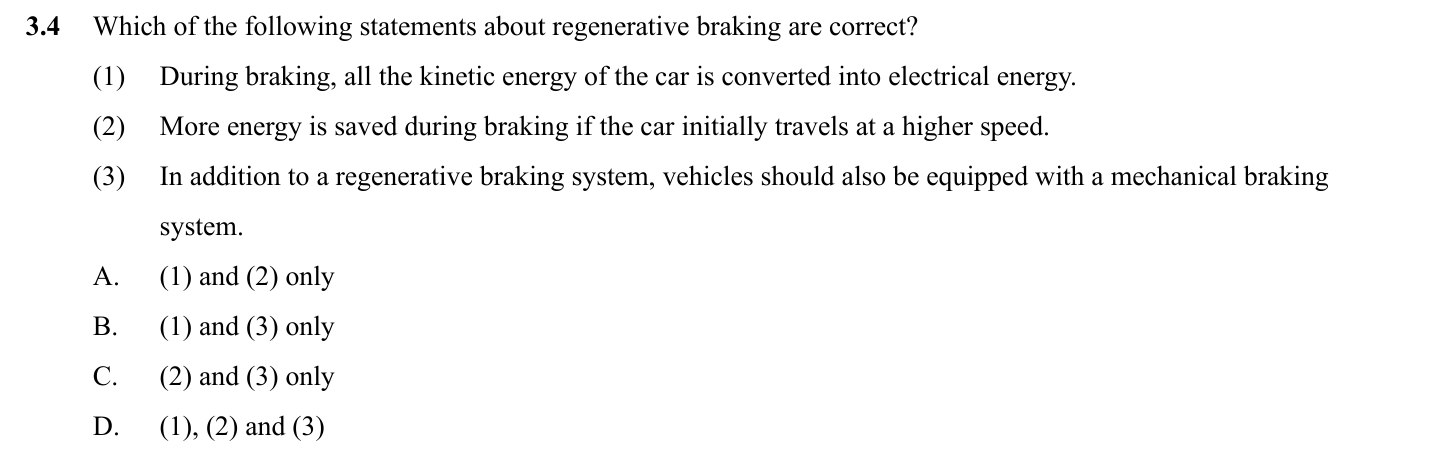 3.4 Which of the following statements about regenerative braking are correct?
(1) During braking, all the kinetic energy of the car is converted into electrical energy.
(2) More energy is saved during braking if the car initially travels at a higher speed.
(3) In addition to a regenerative braking system, vehicles should also be equipped with a mechanical braking
system.
A. (1) and (2) only
B. (1) and (3) only
C. (2) and (3) only
D. (1), (2) and (3)